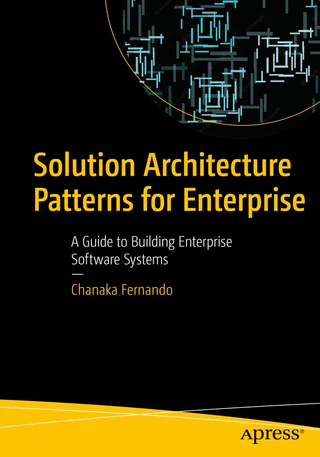 Solution Architecture
Patterns for Enterprise
A Guide to Building Enterprise
Software Systems
—
Chanaka Fernando
Apress®